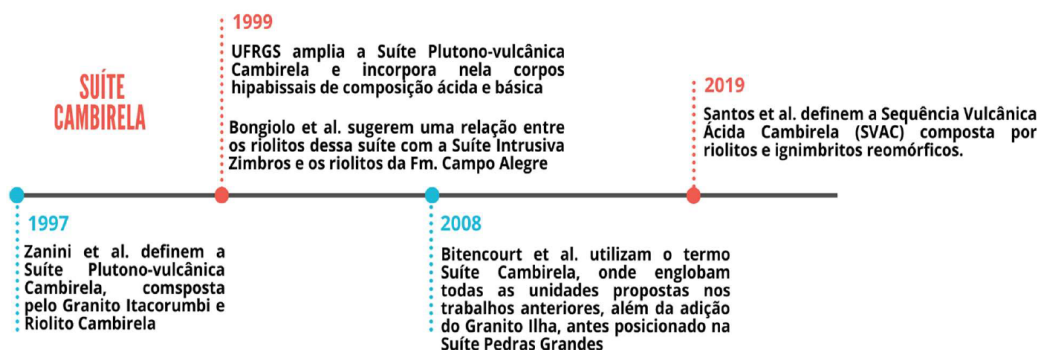 SUÍTE
CAMBIRELA
1999
UFRGS amplia a Suíte Plutono-vulcânica
Cambirela e incorpora nela corpos
hipabissais de composição ácida e básica
Bongiolo et al. sugerem uma relação entre
os riolitos dessa suíte com a Suíte Intrusiva
Zimbros e os riolitos da Fm. Campo Alegre
2019
Santos et al. definem a Sequência Vulcânica
Ácida Cambirela (SVAC) composta por
riolitos e ignimbritos reomórficos.
1997
Zanini et al. definem a
Suíte Plutono-vulcânica
Cambirela, comsposta
pelo Granito Itacorumbi e
Riolito Cambirela
2008
Bitencourt et al. utilizam o termo
Suíte Cambirela, onde englobam
todas as unidades propostas nos
trabalhos anteriores, além da adição
do Granito Ilha, antes posicionado na
Suíte Pedras Grandes